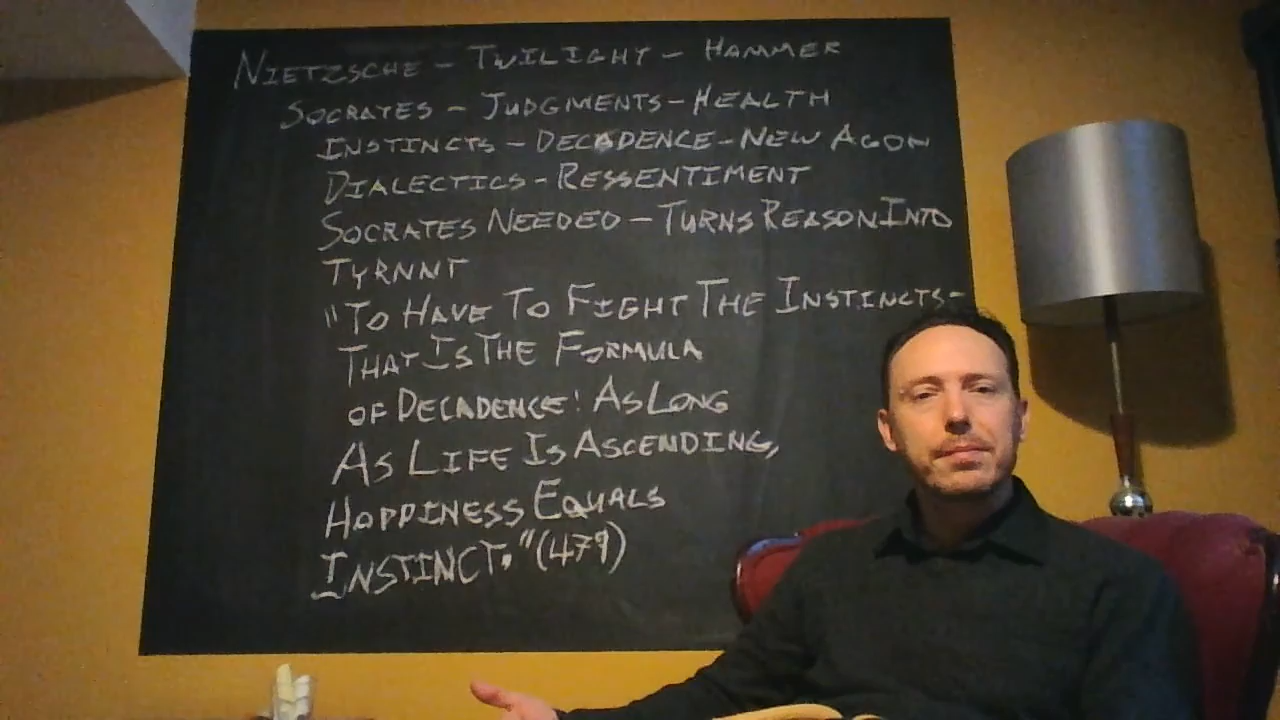 NIETZSCHE - TWILIGHT - HAMMER
SOCRATES - JUDGMENTS - HEALTH
INSTINCTS - DECADENCE - NEW AGON
DIALECTICS - RESSENTIMENT
SOCRATES NEEDED - TURNS REASON INTO
TYRNNT
"TO HAVE TO FIGHT THE INSTINCTS -
THAT IS THE FORMULA
OF DECADENCE: AS LONG
AS LIFE IS ASCENDING,
HAPPINESS EQUALS
INSTINCT." (479)